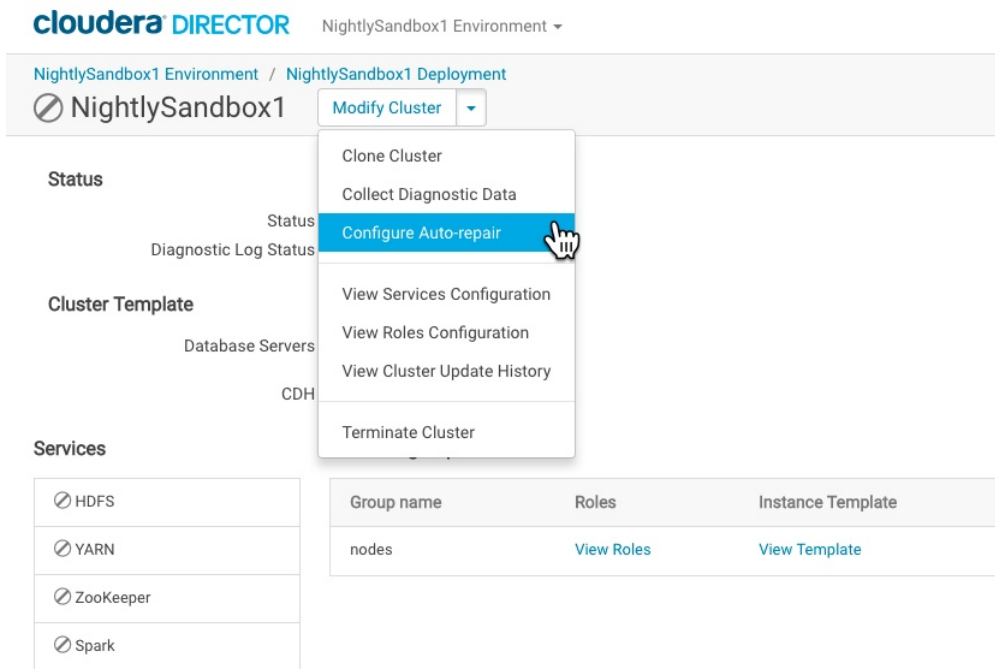 cloudera DIRECTOR NightlySandbox1 Environment
NightlySandbox1 Environment / NightlySandbox1 Deployment
NightlySandbox1 Modify Cluster
Clone Cluster
Status
Collect Diagnostic Data
Status
Configure Auto-repair
Diagnostic Log Status
View Services Configuration
Cluster Template
View Roles Configuration
Database Servers
View Cluster Update History
CDH
Terminate Cluster
Services
HDFS
Group name Roles Instance Template
YARN
nodes View Roles View Template
ZooKeeper
Spark